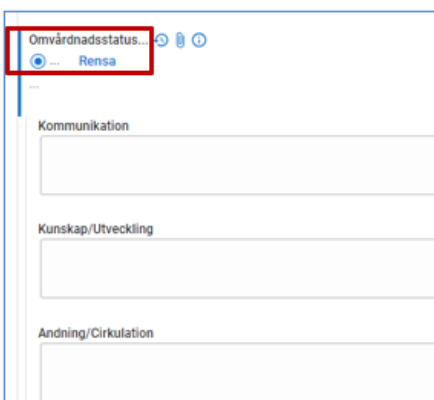 Omvårdnadsstatus...
... Rensa
...
Kommunikation
Kunskap/Utveckling
Andning/Cirkulation